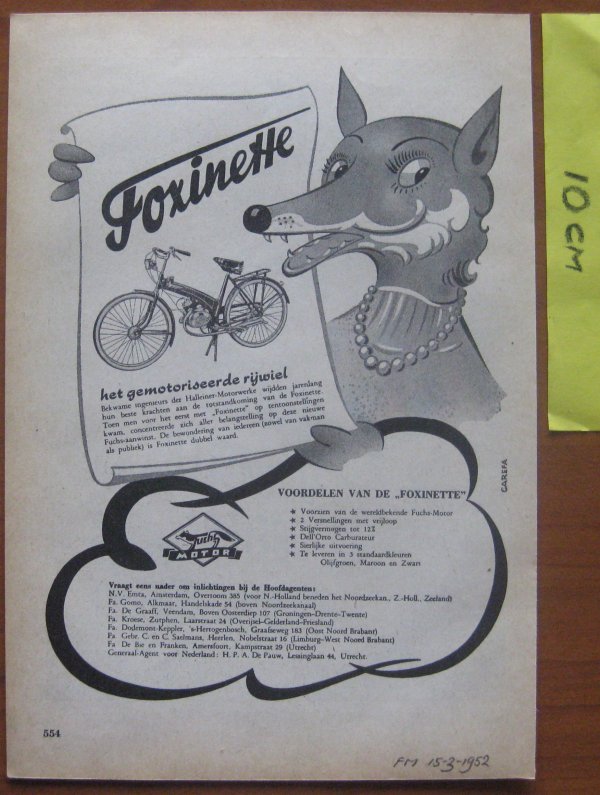 Foxinette
het gemotoriseerde rijwiel
Bekwame ingenieurs der Halleiner-Motorwerke wijdden jarenlang
hun beste krachten aan de totstandkoming van de Foxinette.
Toen men voor het eerst met „Foxinette" op tentoonstellingen
kwam, concentreerde zich aller belangstelling op deze nieuwe
Fuchs-aanwinst. De bewondering van iedereen (zowel van vakman
als publiek) is Foxinette dubbel waard.
10 CM
CAREFA
VOORDELEN VAN DE „FOXINETTE"
★ Voorzien van de wereldbekende Fuchs-Motor
★ 2 Versnellingen met vrijloop
★ Stijgvermogen tot 12%
★ Dell'Orto Carburateur
★ Sierlijke uitvoering
★ Te leveren in 3 standaardkleuren
Olijfgroen, Maroon en Zwart
Fuchs
MOTOR
Vraagt eens nader om inlichtingen bij de Hoofdagenten:
N.V Emta, Amsterdam, Overtoom 385 (voor N.-Holland beneden het Noordzeekan., Z.-Holl., Zeeland)
Fa. Gomo, Alkmaar, Handelskade 54 (boven Noordzeekanaal)
Fa. De Graaff, Veendam, Boven Oosterdiep 107 (Groningen-Drente-Twente)
Fa. Kroese, Zutphen, Laarstraat 24 (Overijsel-Gelderland-Friesland)
Fa. Dodemont-Keppler, 's-Hertogenbosch, Graafseweg 183 (Oost Noord Brabant)
Fa Gebr. C. en C. Saelmans, Heerlen, Nobelstraat 16 (Limburg-West Noord Brabant)
Fa De Bie en Franken, Amersfoort, Kampstraat 29 (Utrecht)
Generaal-Agent voor Nederland: H. P. A. De Pauw, Lessinglaan 44, Utrecht.
554
FM 15-3-1952